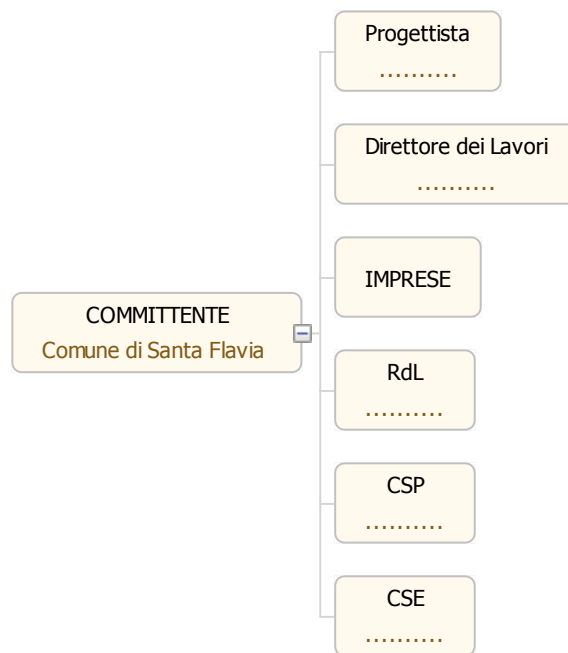 Progettista
..........
Direttore dei Lavori
..........
IMPRESE
COMMITTENTE
Comune di Santa Flavia
RdL
..........
CSP
..........
CSE
..........